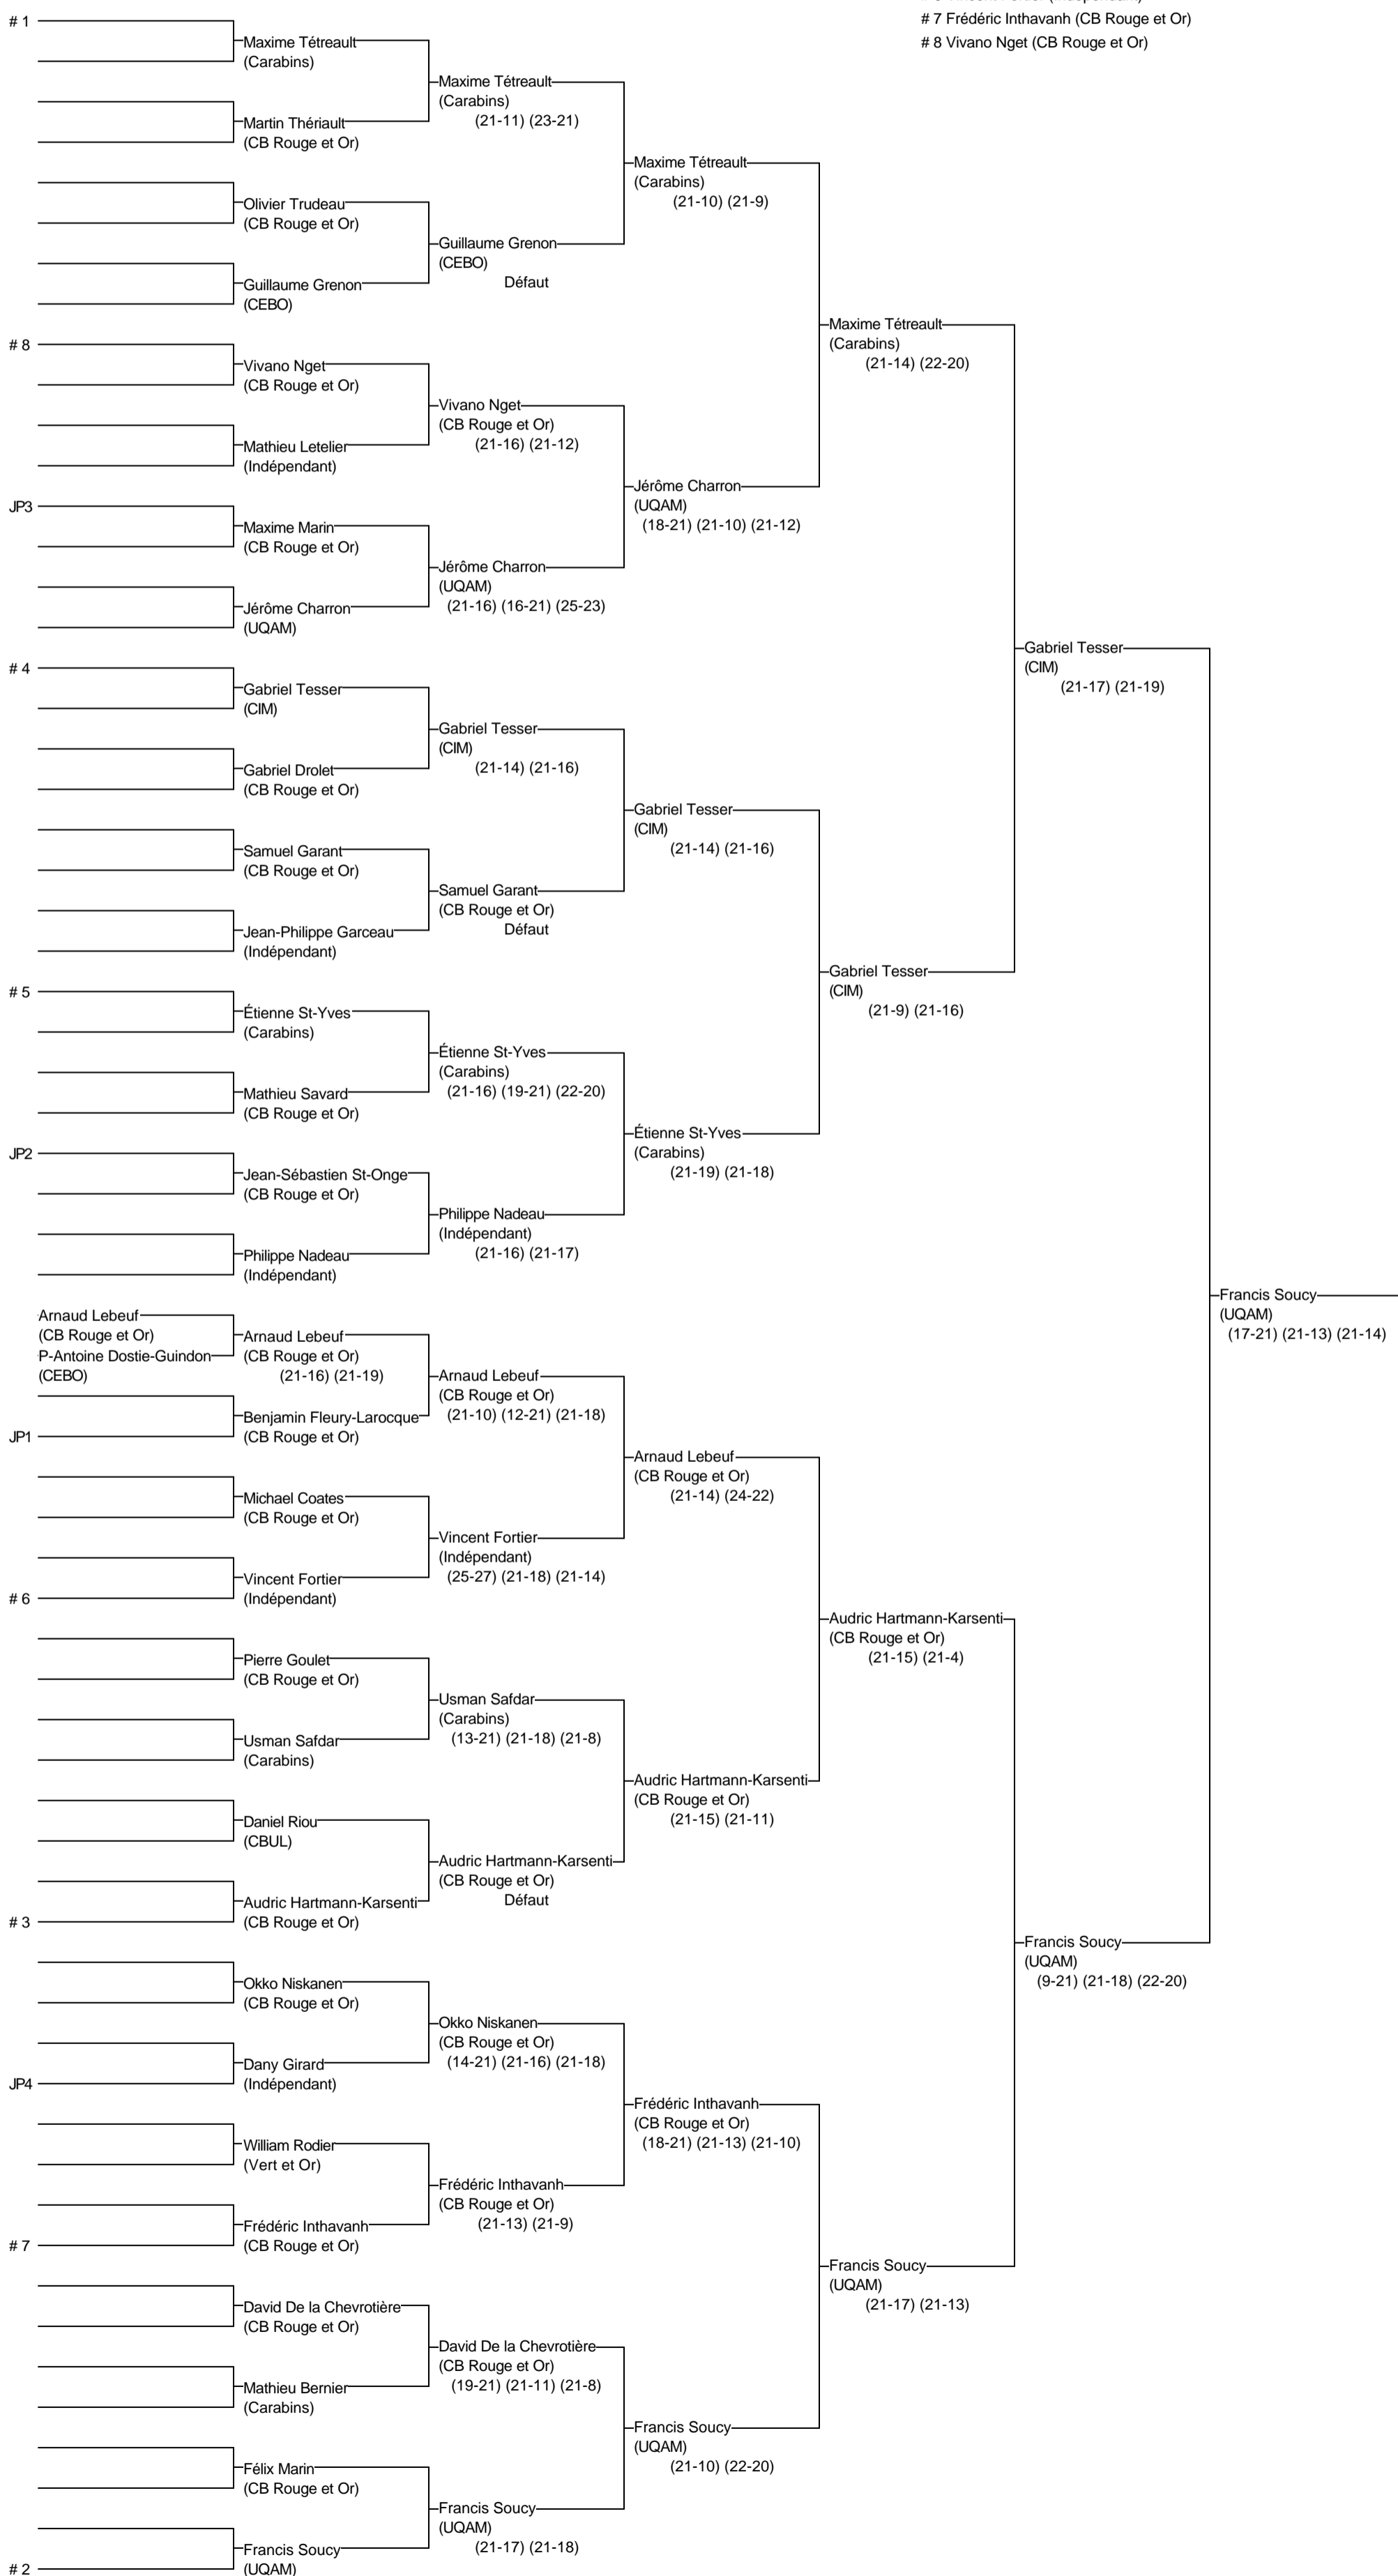 # 7 Frédéric Inthavanh (CB Rouge et Or)
# 8 Vivano Nget (CB Rouge et Or)
# 1
Maxime Tétreault
(Carabins)
Maxime Tétreault
(Carabins)
(21-11) (23-21)
Martin Thériault
(CB Rouge et Or)
Maxime Tétreault
(Carabins)
(21-10) (21-9)
Olivier Trudeau
(CB Rouge et Or)
Guillaume Grenon
(CEBO)
Défaut
Guillaume Grenon
(CEBO)
Maxime Tétreault
(Carabins)
(21-14) (22-20)
# 8
Vivano Nget
(CB Rouge et Or)
Vivano Nget
(CB Rouge et Or)
(21-16) (21-12)
Mathieu Letelier
(Indépendant)
Jérôme Charron
(UQAM)
(18-21) (21-10) (21-12)
JP3
Maxime Marin
(CB Rouge et Or)
Jérôme Charron
(UQAM)
(21-16) (16-21) (25-23)
Jérôme Charron
(UQAM)
Gabriel Tesser
(CIM)
(21-17) (21-19)
# 4
Gabriel Tesser
(CIM)
Gabriel Tesser
(CIM)
(21-14) (21-16)
Gabriel Drolet
(CB Rouge et Or)
Gabriel Tesser
(CIM)
(21-14) (21-16)
Samuel Garant
(CB Rouge et Or)
Samuel Garant
(CB Rouge et Or)
Défaut
Jean-Philippe Garceau
(Indépendant)
Gabriel Tesser
(CIM)
(21-9) (21-16)
# 5
Étienne St-Yves
(Carabins)
Étienne St-Yves
(Carabins)
(21-16) (19-21) (22-20)
Mathieu Savard
(CB Rouge et Or)
Étienne St-Yves
(Carabins)
(21-19) (21-18)
JP2
Jean-Sébastien St-Onge
(CB Rouge et Or)
Philippe Nadeau
(Indépendant)
(21-16) (21-17)
Philippe Nadeau
(Indépendant)
Francis Soucy
(UQAM)
(17-21) (21-13) (21-14)
Arnaud Lebeuf
(CB Rouge et Or)
P-Antoine Dostie-Guindon
(CEBO)
Arnaud Lebeuf
(CB Rouge et Or)
(21-16) (21-19)
Arnaud Lebeuf
(CB Rouge et Or)
(21-10) (12-21) (21-18)
Benjamin Fleury-Larocque
(CB Rouge et Or)
JP1
Arnaud Lebeuf
(CB Rouge et Or)
(21-14) (24-22)
Michael Coates
(CB Rouge et Or)
Vincent Fortier
(Indépendant)
(25-27) (21-18) (21-14)
Vincent Fortier
(Indépendant)
# 6
Audric Hartmann-Karsenti
(CB Rouge et Or)
(21-15) (21-4)
Pierre Goulet
(CB Rouge et Or)
Usman Safdar
(Carabins)
(13-21) (21-18) (21-8)
Usman Safdar
(Carabins)
Audric Hartmann-Karsenti
(CB Rouge et Or)
(21-15) (21-11)
Daniel Riou
(CBUL)
Audric Hartmann-Karsenti
(CB Rouge et Or)
Défaut
Audric Hartmann-Karsenti
(CB Rouge et Or)
# 3
Francis Soucy
(UQAM)
(9-21) (21-18) (22-20)
Okko Niskanen
(CB Rouge et Or)
Okko Niskanen
(CB Rouge et Or)
(14-21) (21-16) (21-18)
Dany Girard
(Indépendant)
JP4
Frédéric Inthavanh
(CB Rouge et Or)
(18-21) (21-13) (21-10)
William Rodier
(Vert et Or)
Frédéric Inthavanh
(CB Rouge et Or)
(21-13) (21-9)
Frédéric Inthavanh
(CB Rouge et Or)
# 7
Francis Soucy
(UQAM)
(21-17) (21-13)
David De la Chevrotière
(CB Rouge et Or)
David De la Chevrotière
(CB Rouge et Or)
(19-21) (21-11) (21-8)
Mathieu Bernier
(Carabins)
Francis Soucy
(UQAM)
(21-10) (22-20)
Félix Marin
(CB Rouge et Or)
Francis Soucy
(UQAM)
(21-17) (21-18)
Francis Soucy
(UQAM)
# 2